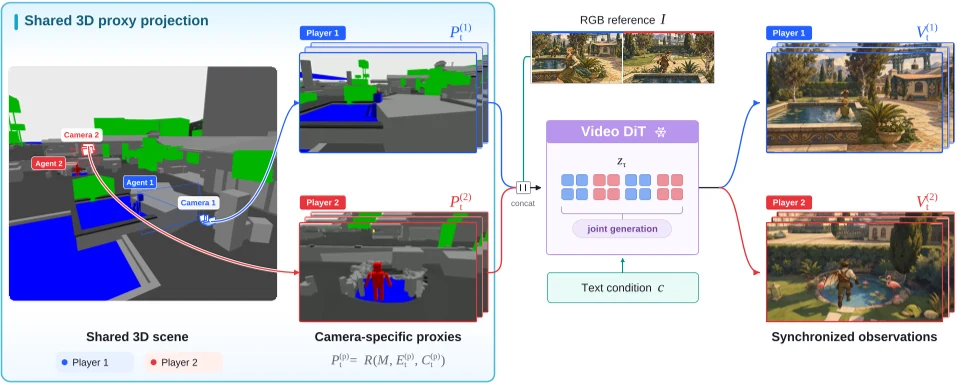 Shared 3D proxy projection
Camera 2
Agent 2
Agent 1
Camera 1
Shared 3D scene
Player 1
Player 2
Player 1
P_t^(1)
Player 2
P_t^(2)
Camera-specific proxies
P_t^(p) = R(M, E_t^(p), C_t^(p))
RGB reference I
concat
Video DiT
z_τ
joint generation
Text condition c
Player 1
V_t^(1)
Player 2
V_t^(2)
Synchronized observations